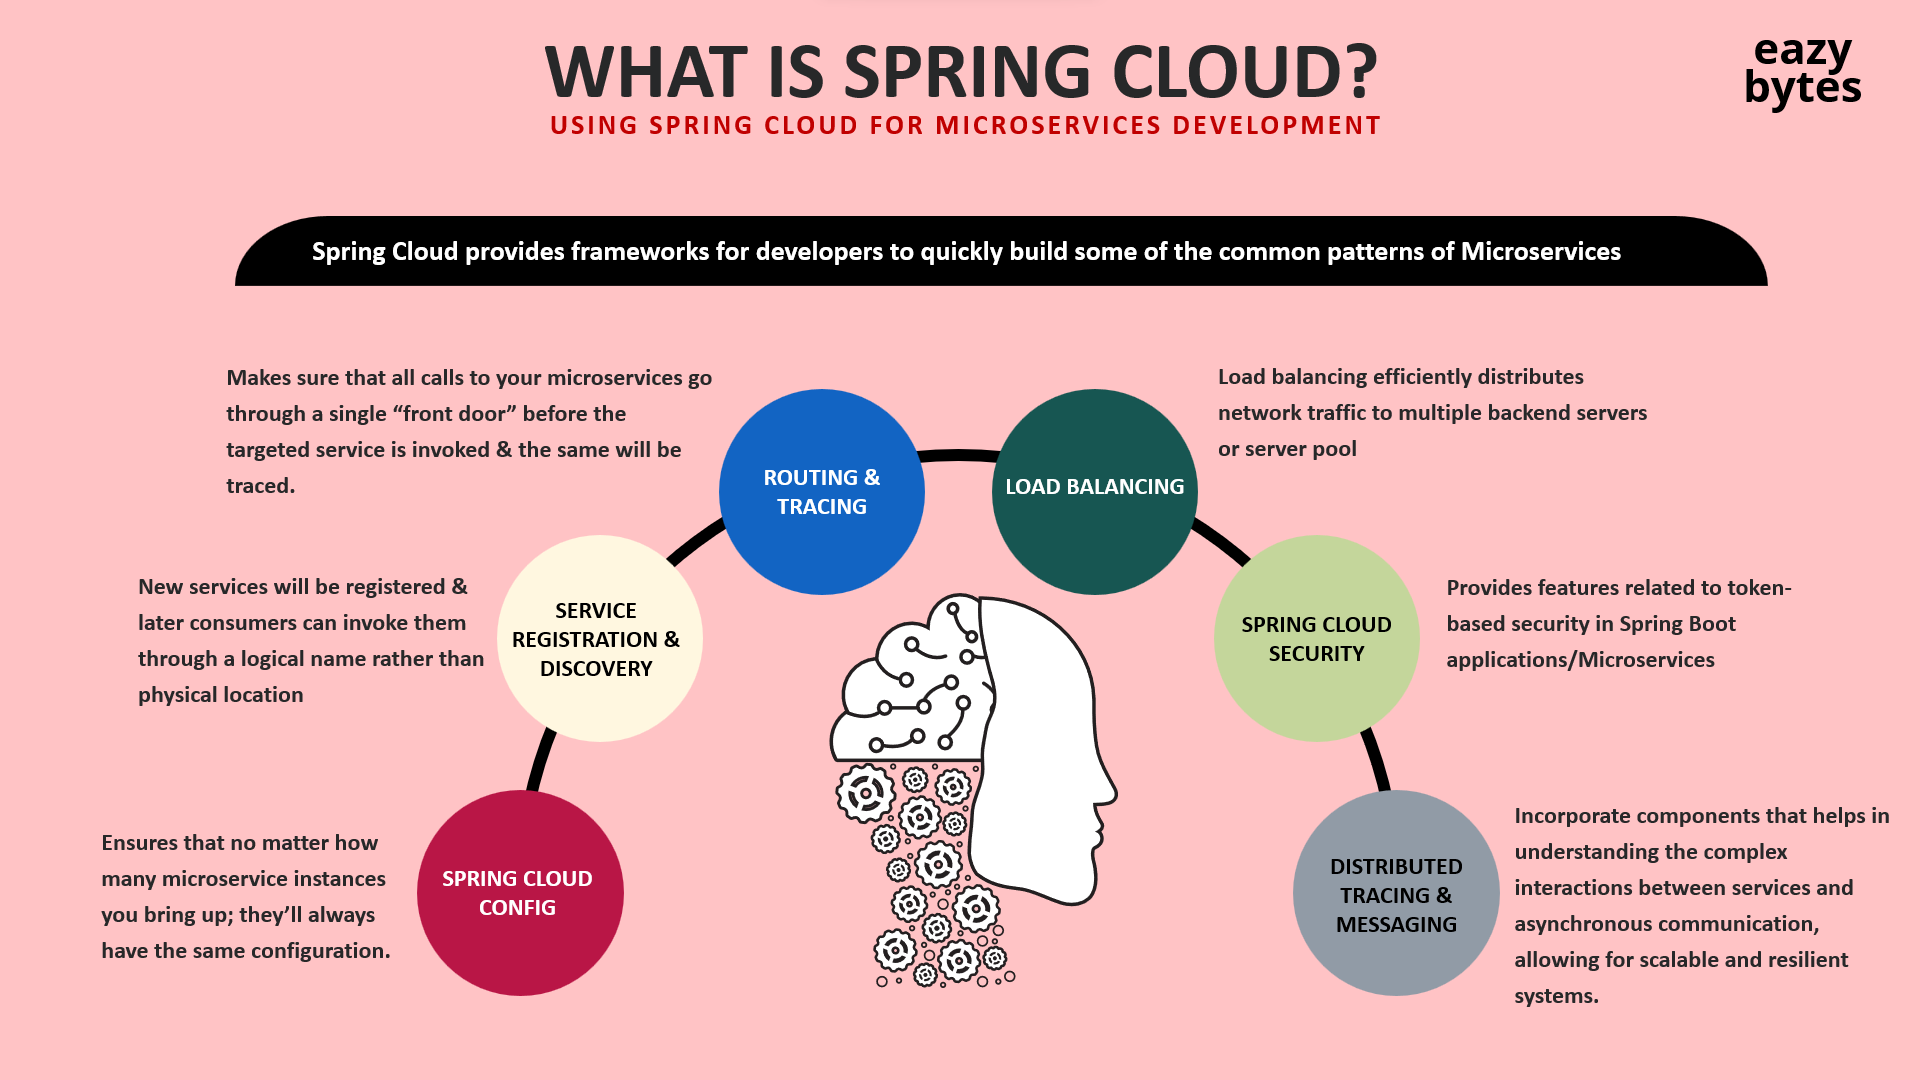 WHAT IS SPRING CLOUD?
USING SPRING CLOUD FOR MICROSERVICES DEVELOPMENT
eazy
bytes
Spring Cloud provides frameworks for developers to quickly build some of the common patterns of Microservices
Makes sure that all calls to your microservices go
through a single “front door” before the
targeted service is invoked & the same will be
traced.
ROUTING &
TRACING
LOAD BALANCING
Load balancing efficiently distributes
network traffic to multiple backend servers
or server pool
New services will be registered &
later consumers can invoke them
through a logical name rather than
physical location
SERVICE
REGISTRATION &
DISCOVERY
SPRING CLOUD
SECURITY
Provides features related to token-
based security in Spring Boot
applications/Microservices
Ensures that no matter how
many microservice instances
you bring up; they’ll always
have the same configuration.
SPRING CLOUD
CONFIG
DISTRIBUTED
TRACING &
MESSAGING
Incorporate components that helps in
understanding the complex
interactions between services and
asynchronous communication,
allowing for scalable and resilient
systems.